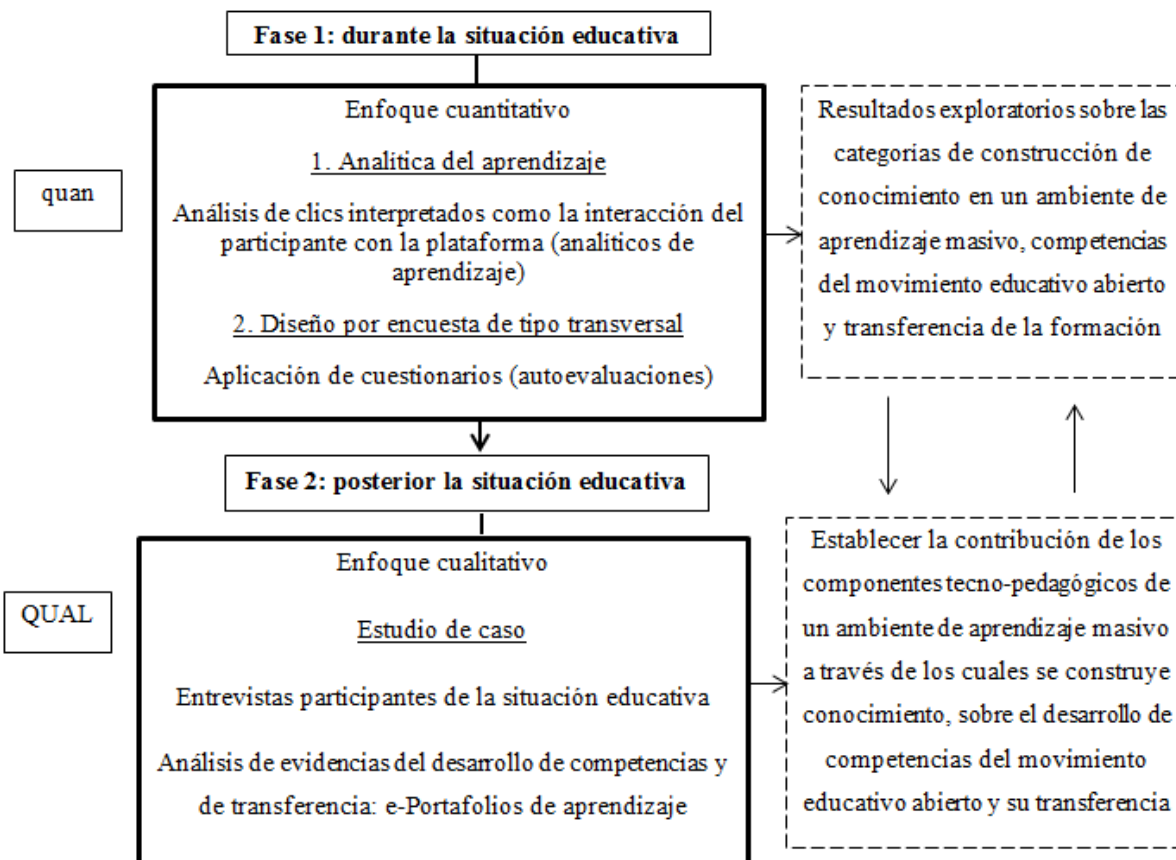 Fase 1: durante la situación educativa
quan
Enfoque cuantitativo
1. Analítica del aprendizaje
Análisis de clics interpretados como la interacción del
participante con la plataforma (analíticos de
aprendizaje)
2. Diseño por encuesta de tipo transversal
Aplicación de cuestionarios (autoevaluaciones)
Resultados exploratorios sobre las
categorías de construcción de
conocimiento en un ambiente de
aprendizaje masivo, competencias
del movimiento educativo abierto
y transferencia de la formación
Fase 2: posterior la situación educativa
QUAL
Enfoque cualitativo
Estudio de caso
Entrevistas participantes de la situación educativa
Análisis de evidencias del desarrollo de competencias y
de transferencia: e-Portafolios de aprendizaje
Establecer la contribución de los
componentes tecno-pedagógicos de
un ambiente de aprendizaje masivo
a través de los cuales se construye
conocimiento, sobre el desarrollo de
competencias del movimiento
educativo abierto y su transferencia